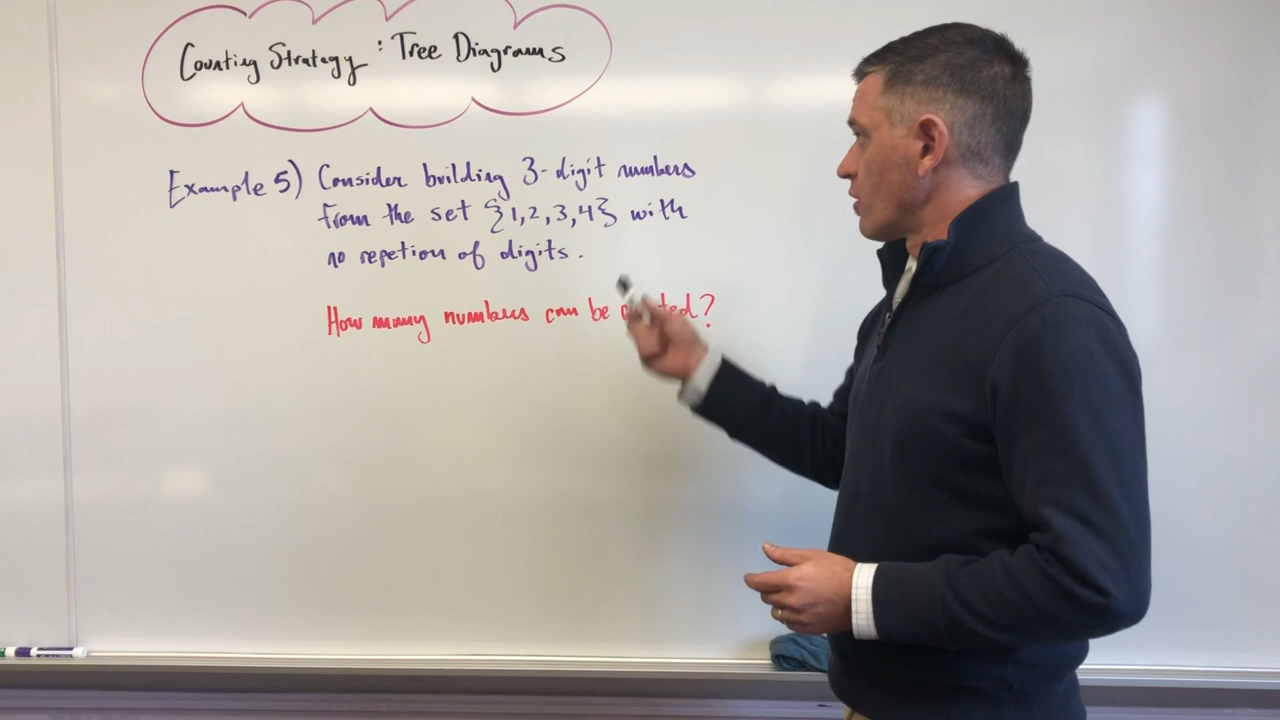 Counting Strategy : Tree Diagrams
Example 5) Consider building 3-digit numbers
from the set {1,2,3,4} with
no repetion of digits.
How many numbers can be ?